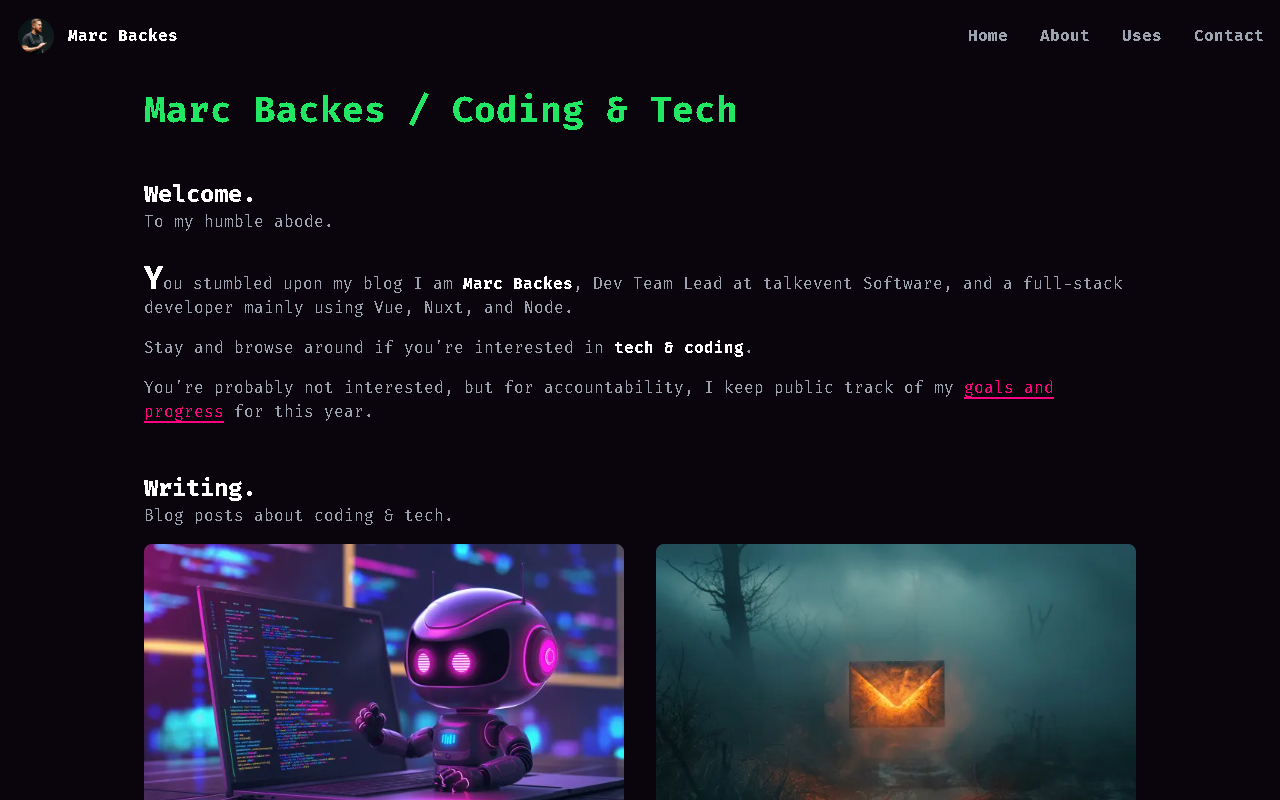 Marc Backes
Home
About
Uses
Contact
Marc Backes / Coding & Tech
Welcome.
To my humble abode.
You stumbled upon my blog I am Marc Backes, Dev Team Lead at talkevent Software, and a full-stack
developer mainly using Vue, Nuxt, and Node.
Stay and browse around if you're interested in tech & coding.
You're probably not interested, but for accountability, I keep public track of my goals and
progress for this year.
Writing.
Blog posts about coding & tech.